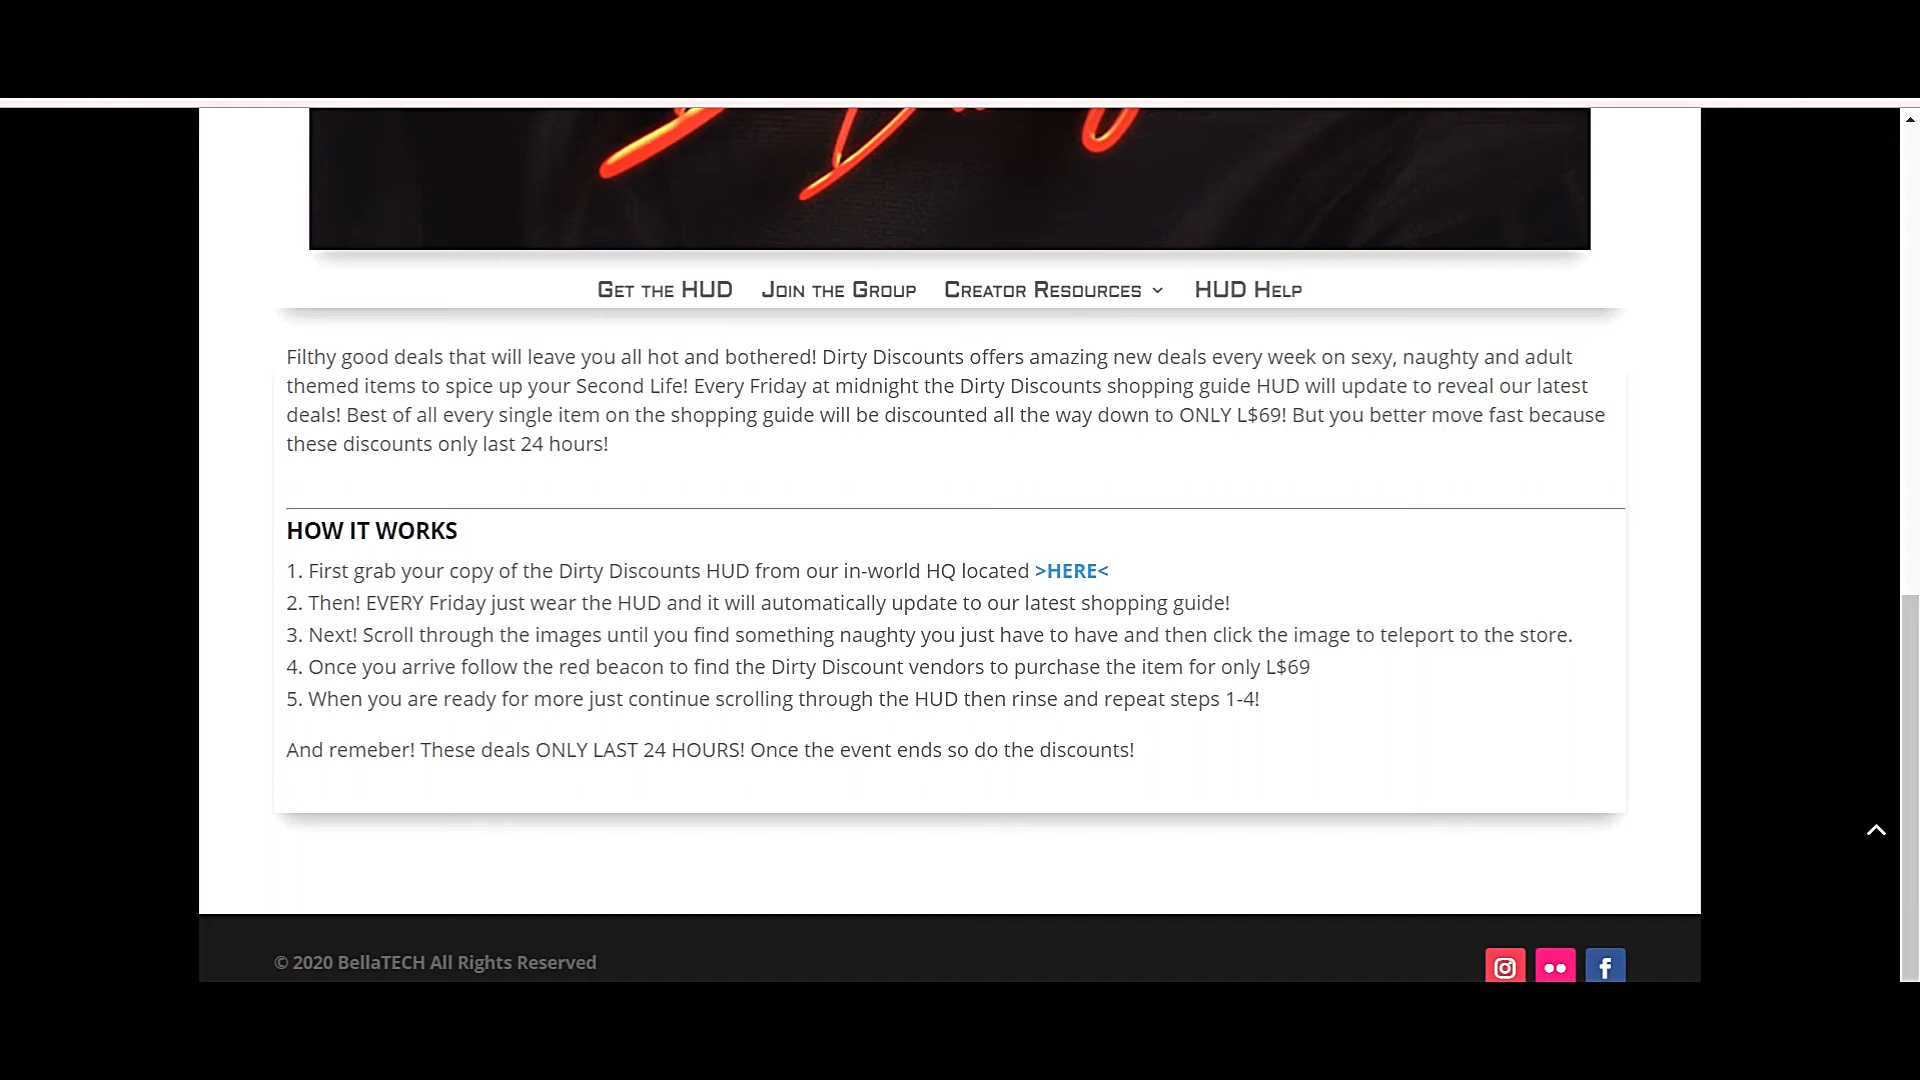 Get the HUD Join the Group Creator Resources HUD Help
Filthy good deals that will leave you all hot and bothered! Dirty Discounts offers amazing new deals every week on sexy, naughty and adult
themed items to spice up your Second Life! Every Friday at midnight the Dirty Discounts shopping guide HUD will update to reveal our latest
deals! Best of all every single item on the shopping guide will be discounted all the way down to ONLY L$69! But you better move fast because
these discounts only last 24 hours!
HOW IT WORKS
1. First grab your copy of the Dirty Discounts HUD from our in-world HQ located >HERE<
2. Then! EVERY Friday just wear the HUD and it will automatically update to our latest shopping guide!
3. Next! Scroll through the images until you find something naughty you just have to have and then click the image to teleport to the store.
4. Once you arrive follow the red beacon to find the Dirty Discount vendors to purchase the item for only L$69
5. When you are ready for more just continue scrolling through the HUD then rinse and repeat steps 1-4!
And remeber! These deals ONLY LAST 24 HOURS! Once the event ends so do the discounts!
© 2020 BellaTECH All Rights Reserved